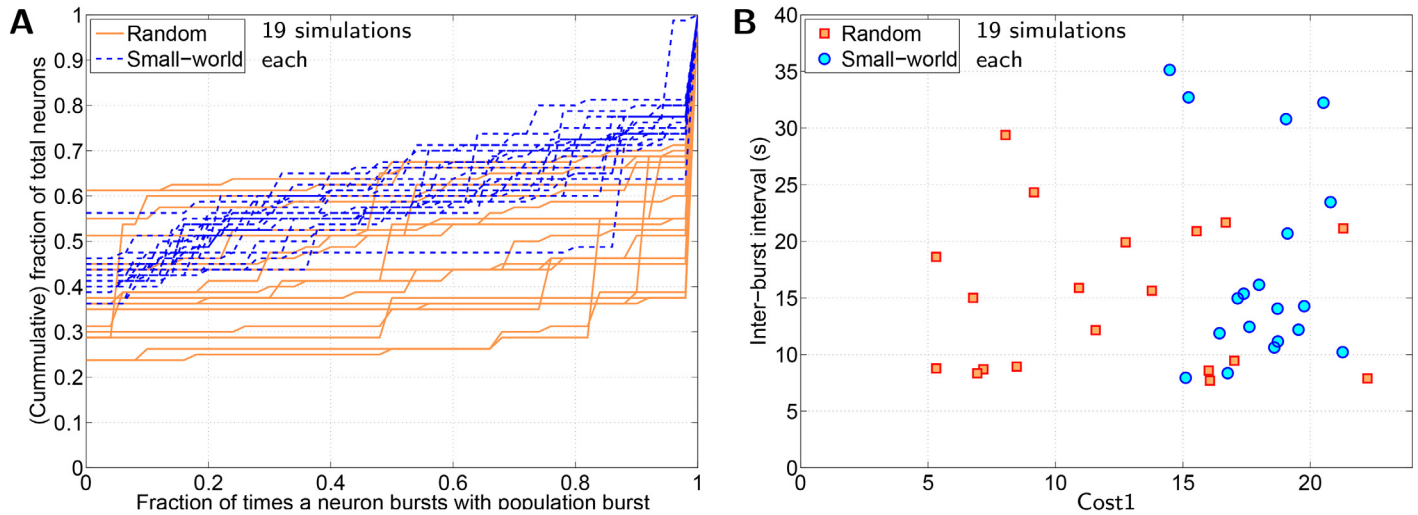 A
Random
Small-world
19 simulations
each
(Cummulative) fraction of total neurons
1
0.9
0.8
0.7
0.6
0.5
0.4
0.3
0.2
0.1
0
0 0.2 0.4 0.6 0.8 1
Fraction of times a neuron bursts with population burst
B
Random
Small-world
19 simulations
each
Inter-burst interval (s)
40
35
30
25
20
15
10
5
0
0 5 10 15 20
Cost1